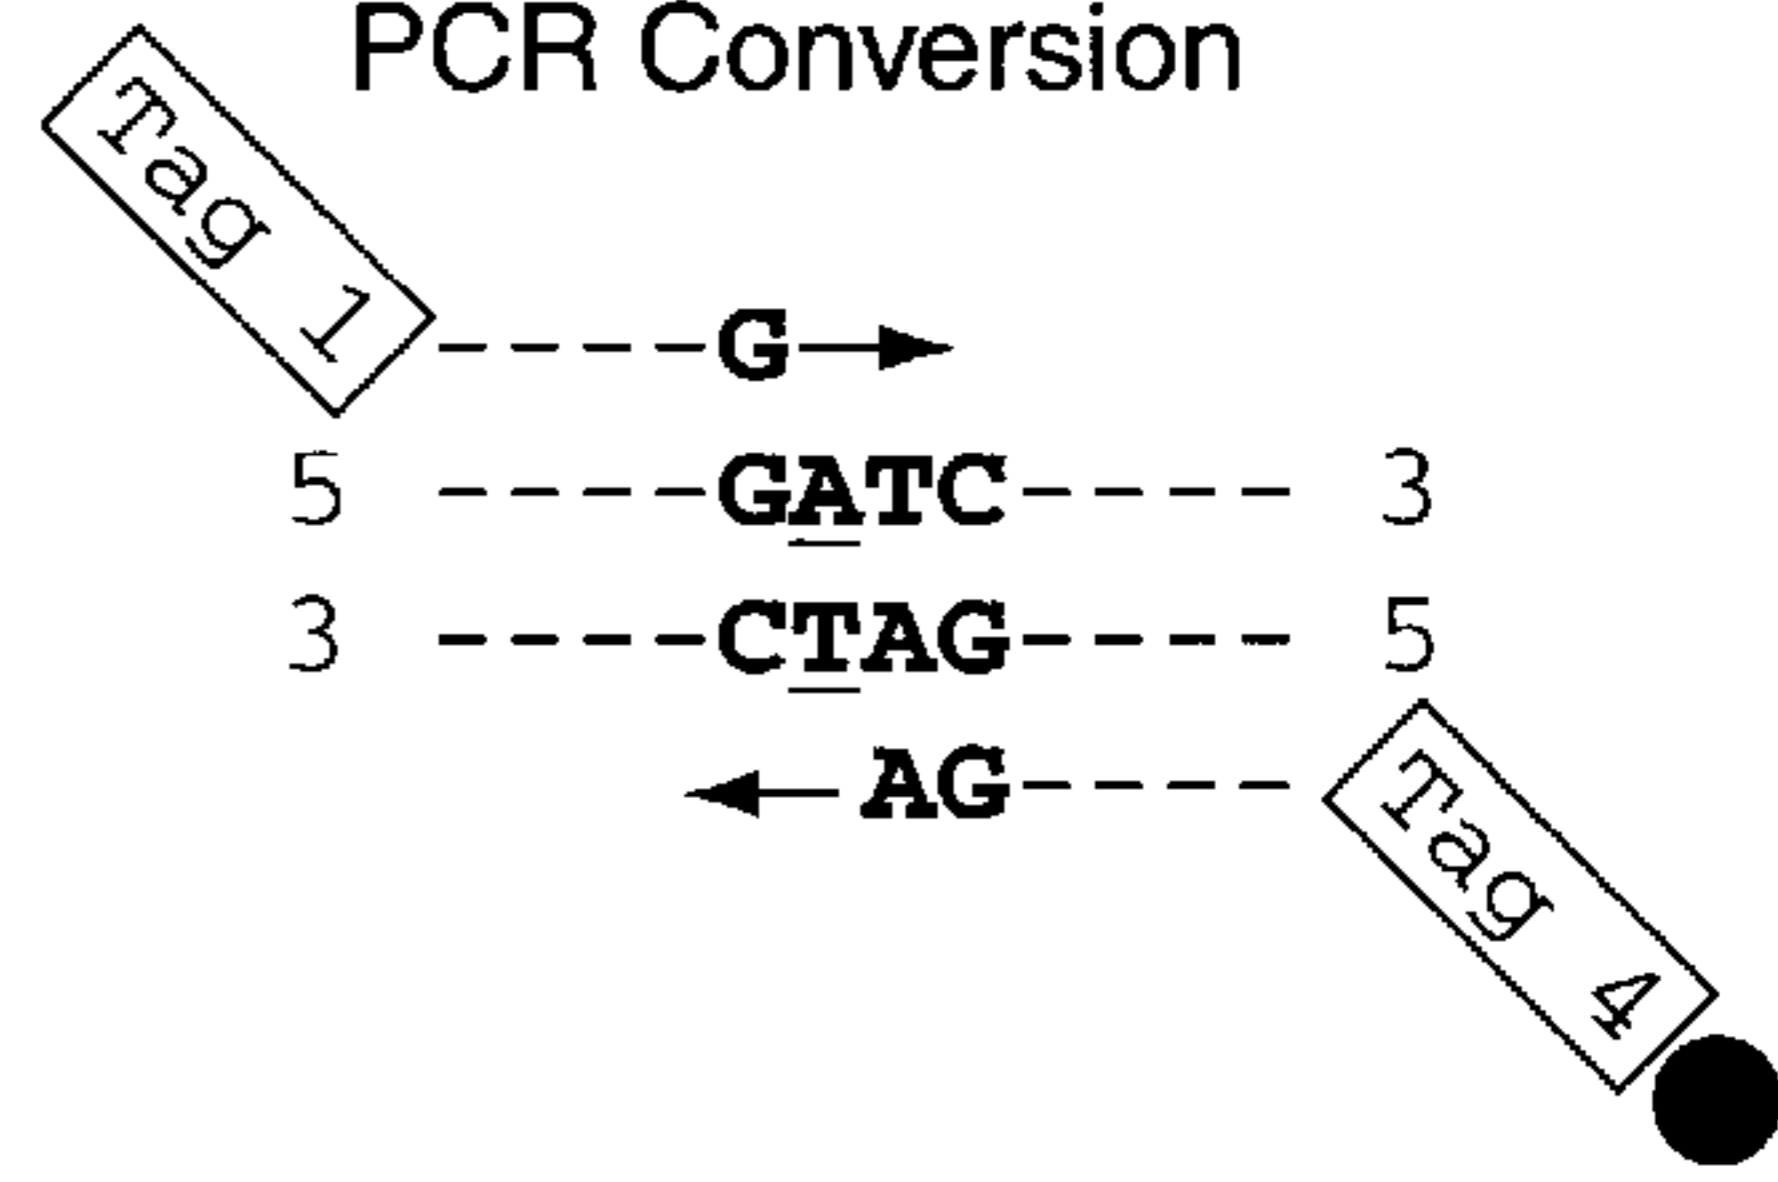 PCR Conversion
Tag 1
G
5 ----GATC---- 3
3 ----CTAG---- 5
AG----
Tag 4